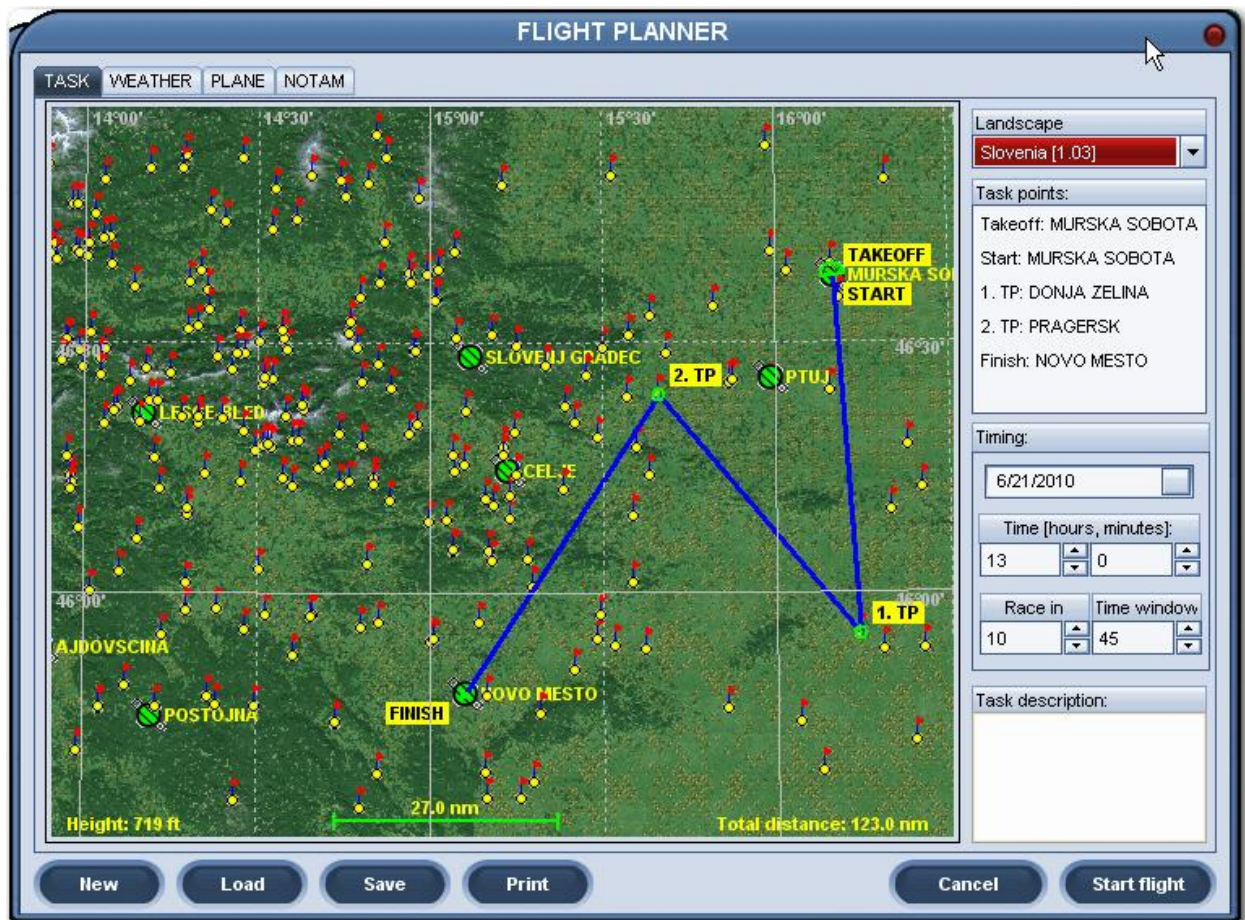 FLIGHT PLANNER
TASK WEATHER PLANE NOTAM
14°00' 14°30' 15°00' 15°30' 16°00'
TAKEOFF
MURSKA SO
START
46°30' 46°30'
SLOVENJ GRADEC
2. TP
PTUJ
LESCE BLED
CELJE
46°00' 46°00'
1. TP
AJDOVSCINA
NOVO MESTO
POSTOJNA
FINISH
27.0 nm
Height: 719 ft
Total distance: 123.0 nm
Landscape
Slovenia [1.03]
Task points:
Takeoff: MURSKA SOBOTA
Start: MURSKA SOBOTA
1. TP: DONJA ZELINA
2. TP: PRAGERSK
Finish: NOVO MESTO
Timing:
6/21/2010
Time [hours, minutes]:
13 0
Race in Time window
10 45
Task description:
New Load Save Print Cancel Start flight